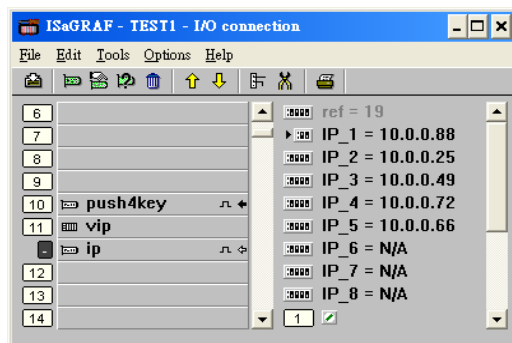 ISaGRAF - TEST1 - I/O connection
File Edit Tools Options Help
6
7
8
9
10 push4key
11 vip
ip
12
13
14
ref = 19
IP_1 = 10.0.0.88
IP_2 = 10.0.0.25
IP_3 = 10.0.0.49
IP_4 = 10.0.0.72
IP_5 = 10.0.0.66
IP_6 = N/A
IP_7 = N/A
IP_8 = N/A
1